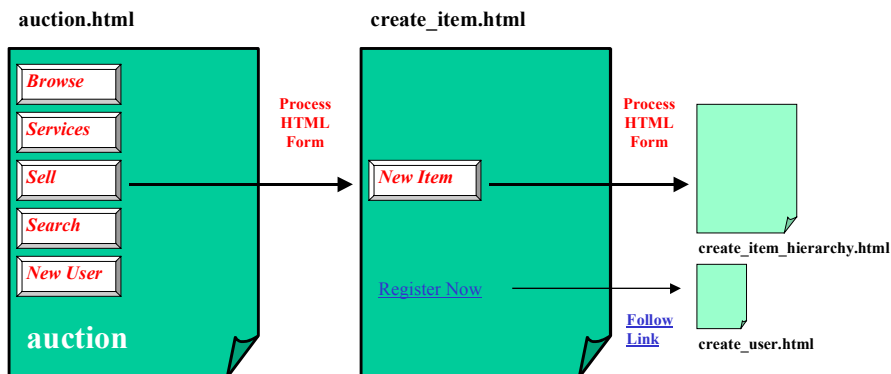 auction.html
create_item.html
Browse
Services
Sell
Search
New User
auction
Process
HTML
Form
New Item
Register Now
Process
HTML
Form
create_item_hierarchy.html
Follow
Link
create_user.html